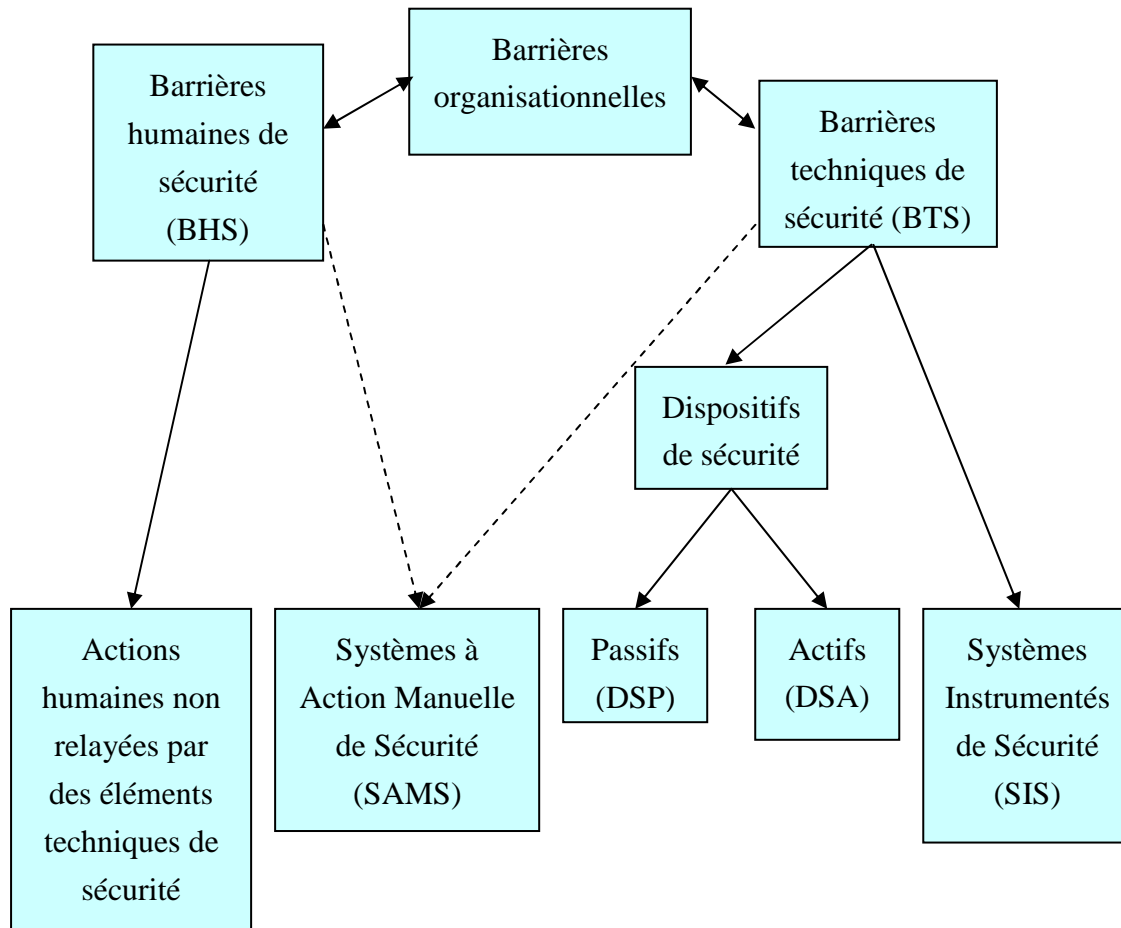 Barrières
organisationnelles
Barrières
humaines de
sécurité
(BHS)
Barrières
techniques de
sécurité (BTS)
Dispositifs
de sécurité
Actions
humaines non
relayées par
des éléments
techniques de
sécurité
Systèmes à
Action Manuelle
de Sécurité
(SAMS)
Passifs
(DSP)
Actifs
(DSA)
Systèmes
Instrumentés
de Sécurité
(SIS)